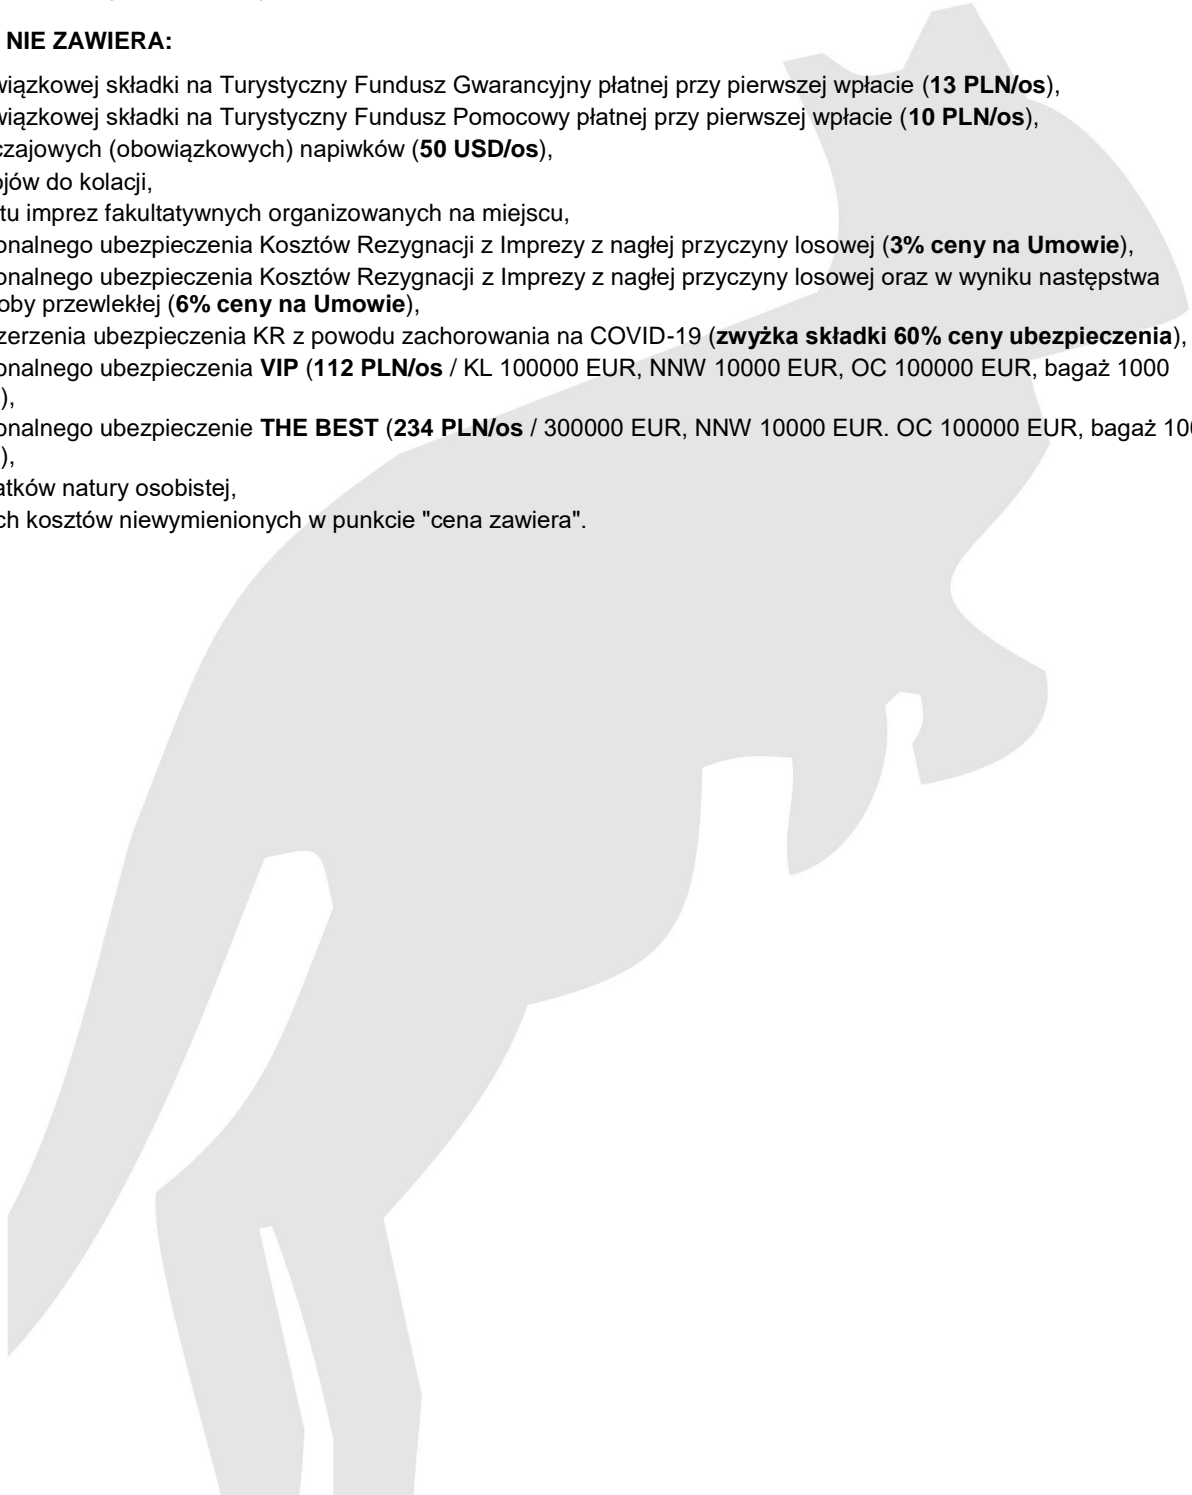 NIE ZAWIERA:
wiązkowej składki na Turystyczny Fundusz Gwarancyjny płatnej przy pierwszej wpłacie (13 PLN/os),
wiązkowej składki na Turystyczny Fundusz Pomocowy płatnej przy pierwszej wpłacie (10 PLN/os),
czajowych (obowiązkowych) napiwków (50 USD/os),
ojów do kolacji,
tu imprez fakultatywnych organizowanych na miejscu,
onalnego ubezpieczenia Kosztów Rezygnacji z Imprezy z nagłej przyczyny losowej (3% ceny na Umowie),
onalnego ubezpieczenia Kosztów Rezygnacji z Imprezy z nagłej przyczyny losowej oraz w wyniku następstwa
oby przewlekłej (6% ceny na Umowie),
zerzenia ubezpieczenia KR z powodu zachorowania na COVID-19 (zwyżka składki 60% ceny ubezpieczenia),
onalnego ubezpieczenia VIP (112 PLN/os / KL 100000 EUR, NNW 10000 EUR, OC 100000 EUR, bagaż 1000
),
onalnego ubezpieczenie THE BEST (234 PLN/os / 300000 EUR, NNW 10000 EUR. OC 100000 EUR, bagaż 100
),
atków natury osobistej,
ch kosztów niewymienionych w punkcie "cena zawiera".